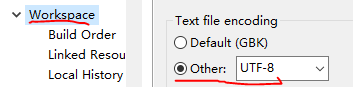 Workspace
Build Order
Linked Resou
Local History
Text file encoding
Default (GBK)
Other: UTF-8